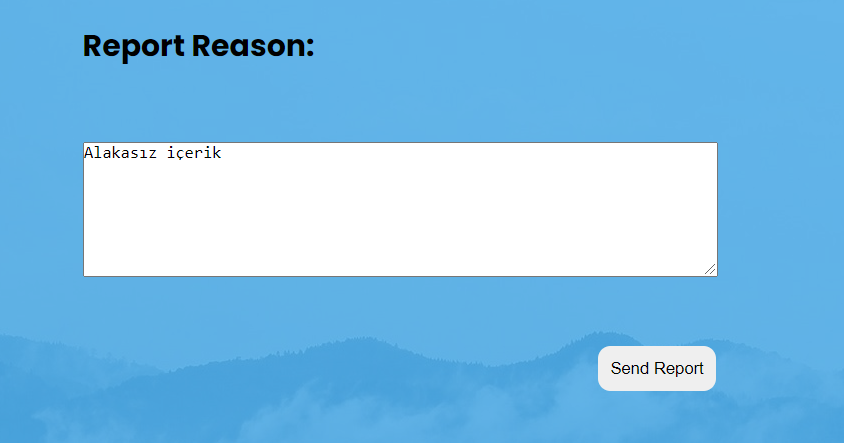 Report Reason:
Alakasız içerik
Send Report